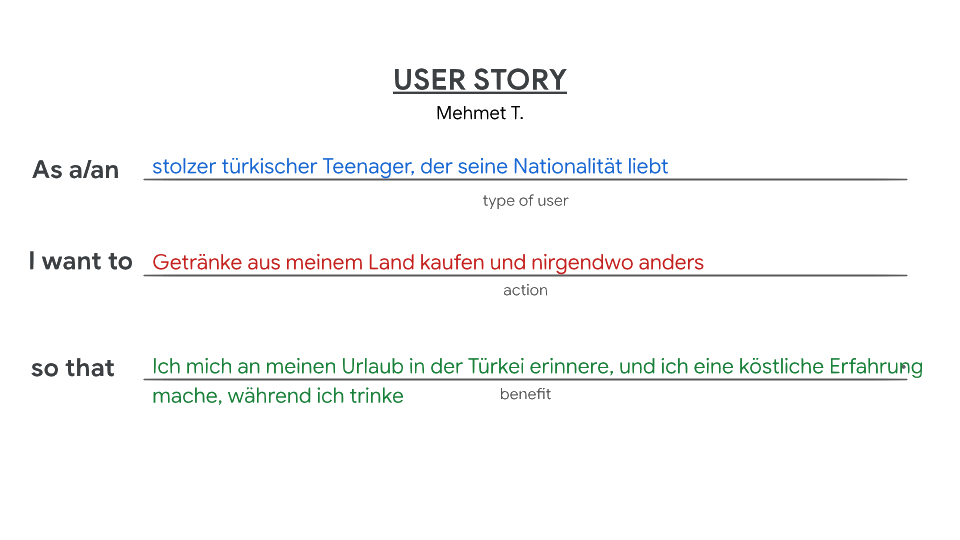 USER STORY
Mehmet T.
As a/an stolzer türkischer Teenager, der seine Nationalität liebt
type of user
I want to Getränke aus meinem Land kaufen und nirgendwo anders
action
so that Ich mich an meinen Urlaub in der Türkei erinnere, und ich eine köstliche Erfahrung
mache, während ich trinke benefit